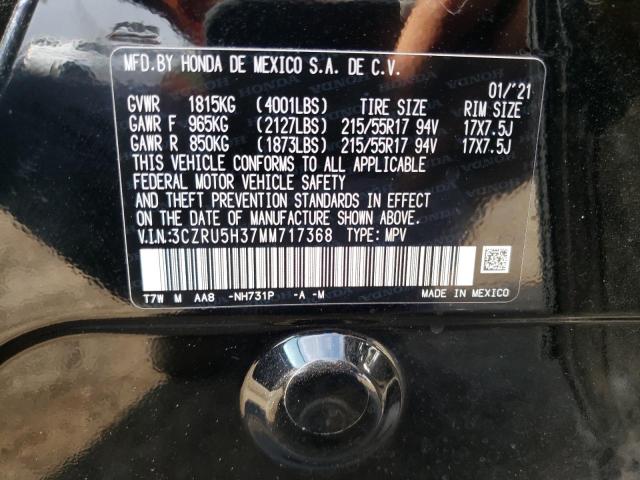 MFD. BY HONDA DE MEXICO S.A. DE C.V.
01/'21
GVWR 1815KG (4001LBS) TIRE SIZE RIM SIZE
GAWR F 965KG (2127LBS) 215/55R17 94V 17X7.5J
GAWR R 850KG (1873LBS) 215/55R17 94V 17X7.5J
THIS VEHICLE CONFORMS TO ALL APPLICABLE
FEDERAL MOTOR VEHICLE SAFETY
AND THEFT PREVENTION STANDARDS IN EFFECT
ON THE DATE OF MANUFACTURE SHOWN ABOVE.
V.I.N:3CZRU5H37MM717368 TYPE: MPV
T7W M AA8 -NH731P -A -M MADE IN MEXICO